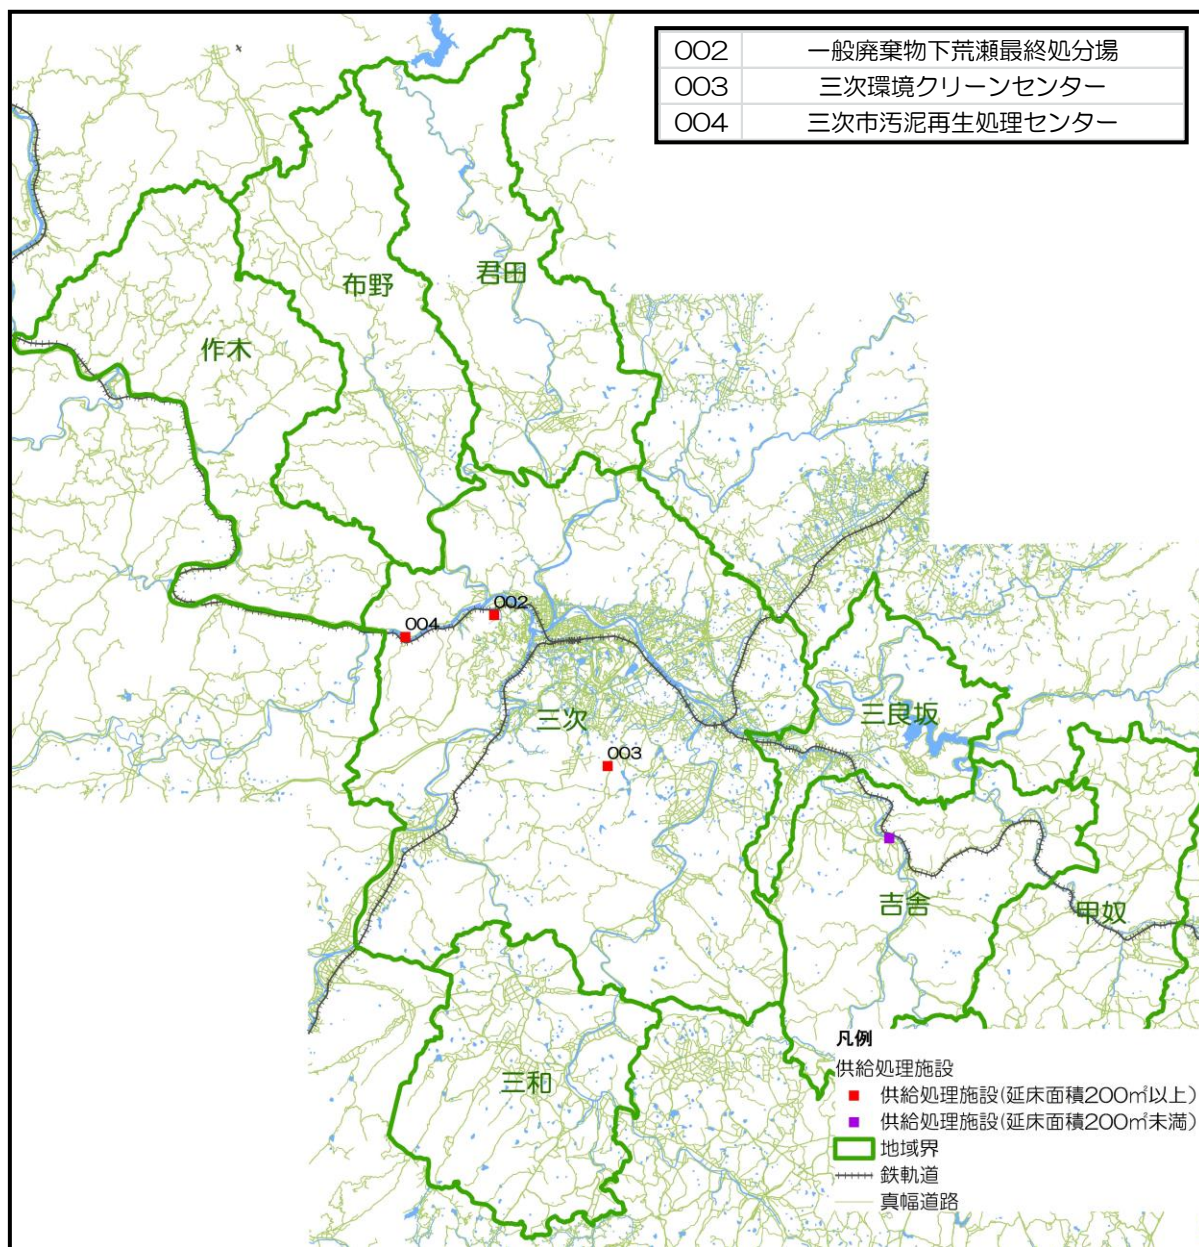 002 一般廃棄物下荒瀬最終処分場
003 三次環境クリーンセンター
004 三次市汚泥再生処理センター
君田
布野
作木
002
004
三良坂
三次
003
吉舎
甲奴
三和
凡例
供給処理施設
供給処理施設(延床面積200㎡以上)
供給処理施設(延床面積200㎡未満)
地域界
鉄軌道
真幅道路